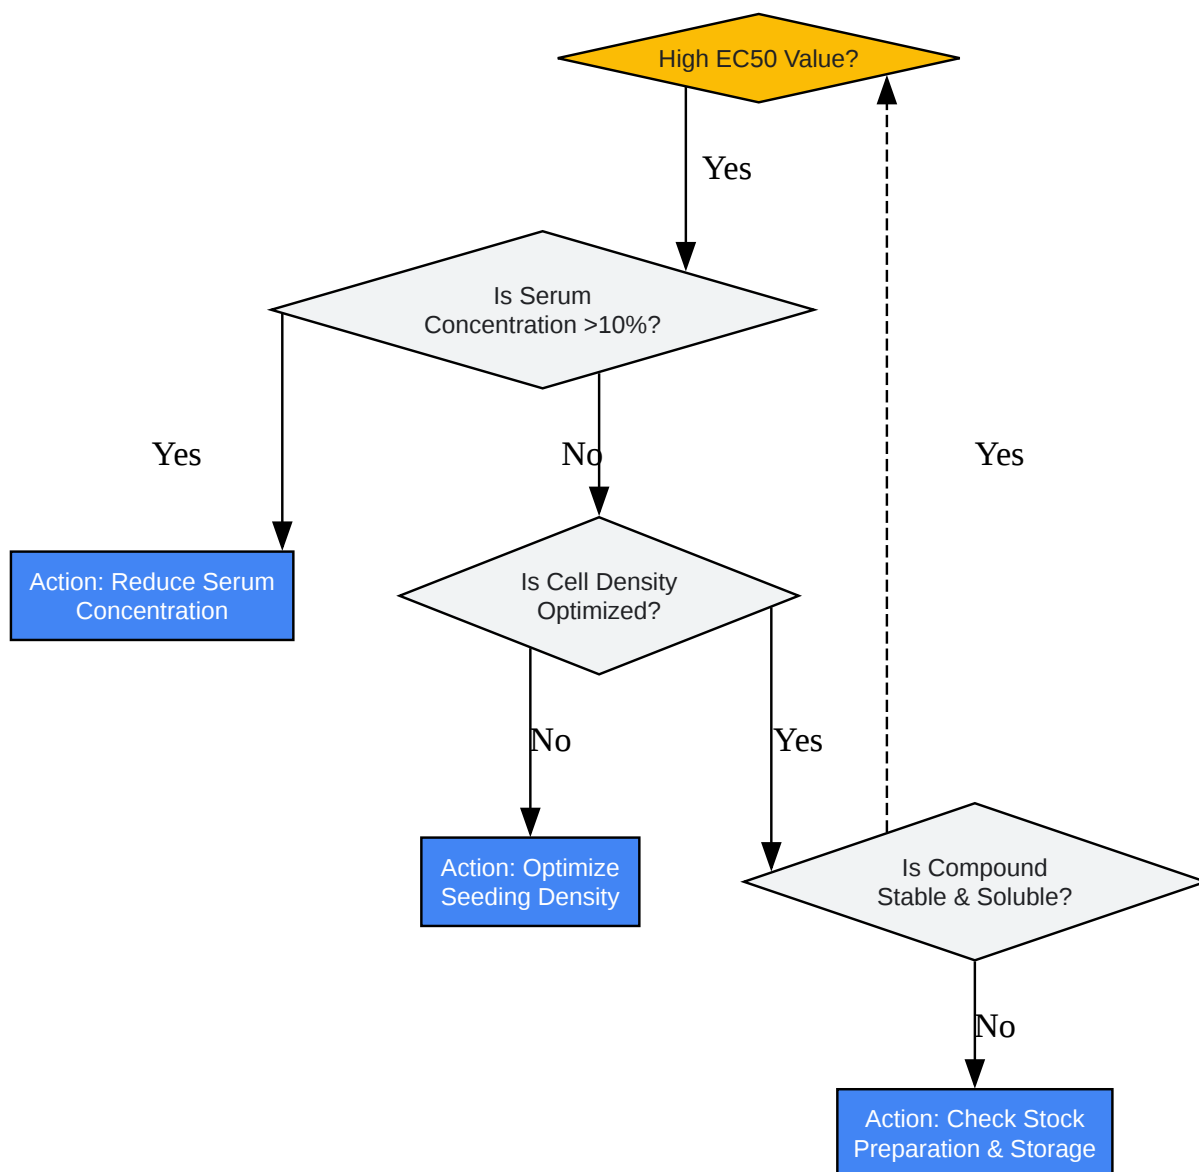 High EC50 Value?
Yes
Is Serum
Concentration >10%?
Yes
No
Yes
Action: Reduce Serum
Concentration
Is Cell Density
Optimized?
No
Yes
Action: Optimize
Seeding Density
Is Compound
Stable & Soluble?
No
Action: Check Stock
Preparation & Storage